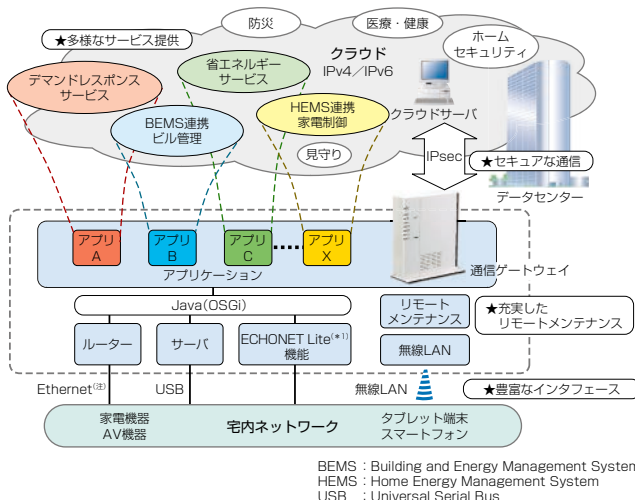 防災
医療・健康
ホーム
セキュリティ
★多様なサービス提供
クラウド
IPv4／IPv6
省エネルギー
サービス
デマンドレスポンス
サービス
クラウドサーバ
HEMS連携
家電制御
BEMS連携
ビル管理
見守り
IPsec
★セキュアな通信
データセンター
アプリ
A
アプリ
B
アプリ
C
アプリ
X
アプリケーション
通信ゲートウェイ
Java(OSGi)
リモート
メンテナンス
★充実した
リモートメンテナンス
ルーター
サーバ
ECHONET Lite(＊1)
機能
無線LAN
Ethernet(注)
USB
無線LAN
★豊富なインタフェース
家電機器
AV機器
宅内ネットワーク
タブレット端末
スマートフォン
BEMS：Building and Energy Management System
HEMS：Home Energy Management System
USB ：Universal Serial Bus